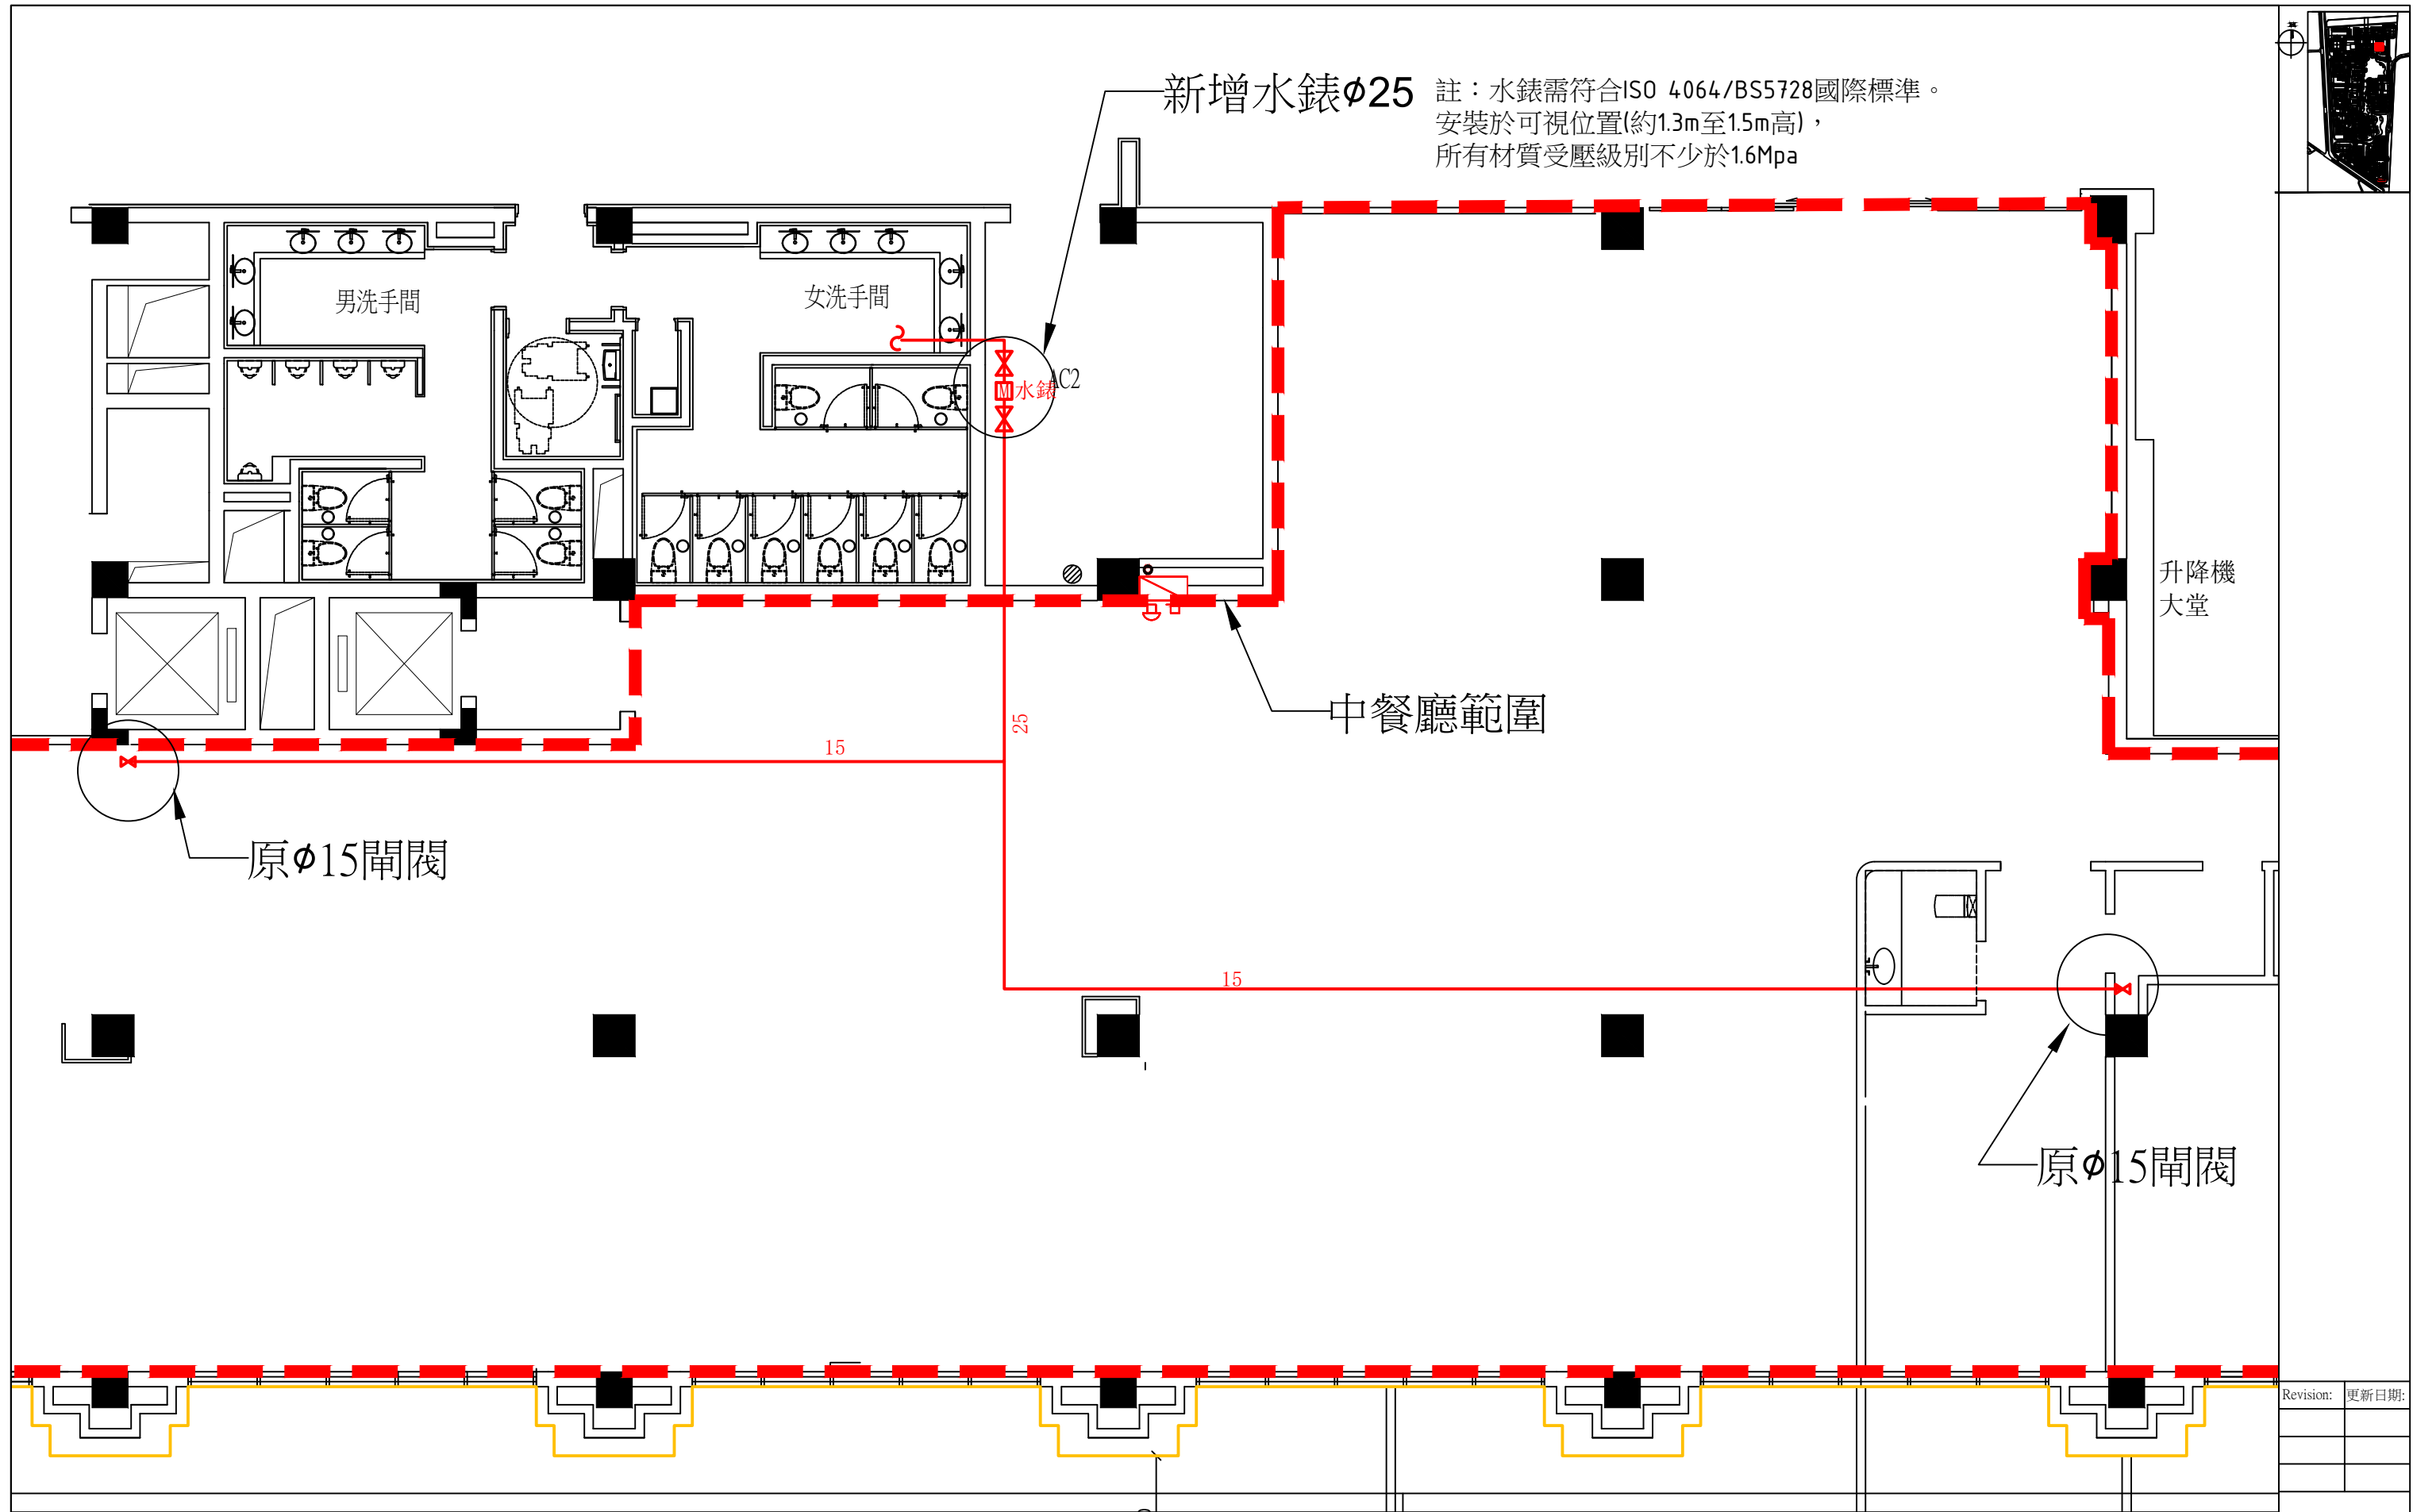 新增水錶ϕ25
註：水錶需符合ISO 4064/BS5728國際標準。
安裝於可視位置(約1.3m至1.5m高)，
所有材質受壓級別不少於1.6Mpa
男洗手間
女洗手間
AC2
M水錶
升降機
大堂
中餐廳範圍
25
15
原ϕ15閘閥
15
原ϕ15閘閥
Revision:
更新日期: